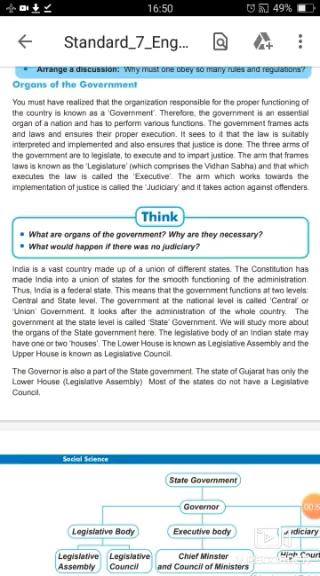 16:50
49%
Standard_7_Eng...
• Arrange a discussion: Why must one obey so many rules and regulations?
Organs of the Government
You must have realized that the organization responsible for the proper functioning of
the country is known as a 'Government'. Therefore, the government is an essential
organ of a nation and has to perform various functions. The government frames acts
and laws and ensures their proper execution. It sees to it that the law is suitably
interpreted and implemented and also ensures that justice is done. The three arms of
the government are to legislate, to execute and to impart justice. The arm that frames
laws is known as the 'Legislature' (which comprises the Vidhan Sabha) and that which
executes the law is called the 'Executive'. The arm which works towards the
implementation of justice is called the 'Judiciary' and it takes action against offenders.
Think
• What are organs of the government? Why are they necessary?
• What would happen if there was no judiciary?
India is a vast country made up of a union of different states. The Constitution has
made India into a union of states for the smooth functioning of the administration.
Thus, India is a federal state. This means that the government functions at two levels:
Central and State level. The government at the national level is called 'Central' or
'Union' Government. It looks after the administration of the whole country. The
government at the state level is called 'State' Government. We will study more about
the organs of the State government here. The legislative body of an Indian state may
have one or two 'houses'. The Lower House is known as Legislative Assembly and the
Upper House is known as Legislative Council.
The Governor is also a part of the State government. The state of Gujarat has only the
Lower House (Legislative Assembly) Most of the states do not have a Legislative
Council.
Social Science
State Government
Governor
00:5
Legislative Body
Executive body
udiciary
Legislative
Assembly
Legislative
Council
Chief Minster
and Council of Ministers
High Court